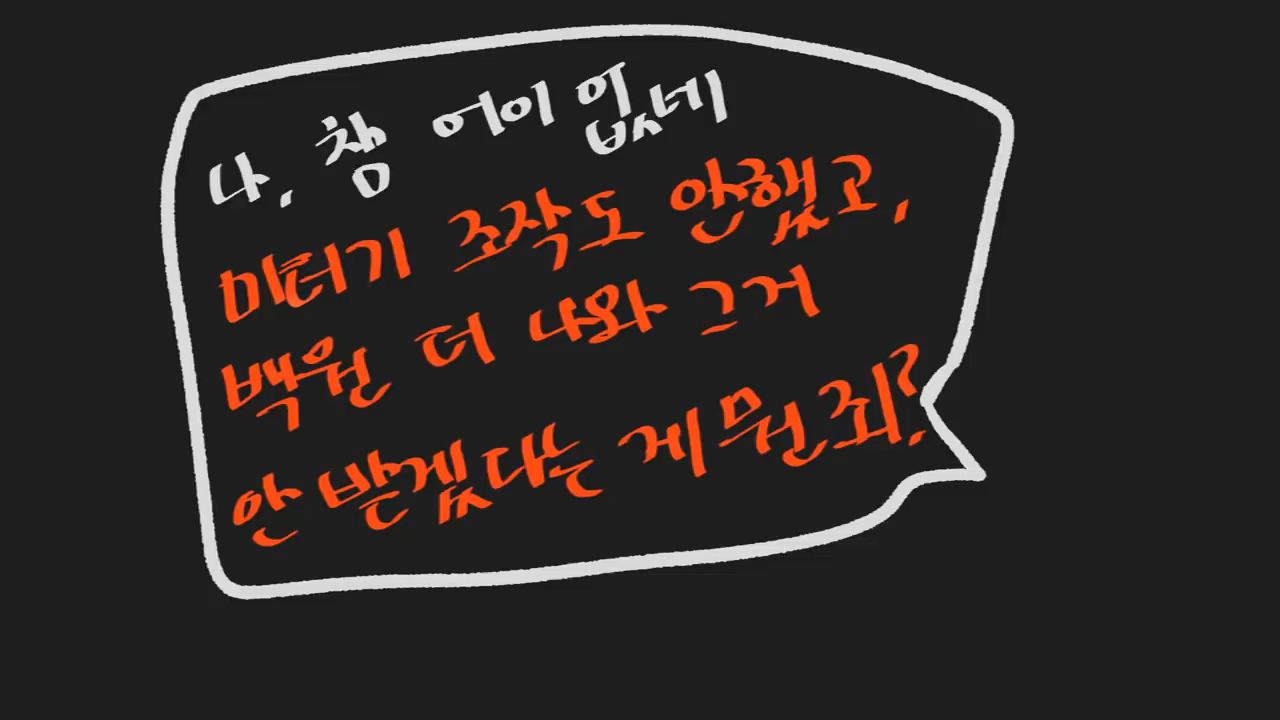 나, 참 어이 없네
미터기 조작도 안했고,
백원 더 나와 그거
안 받겠다는 게 뭔 죄?